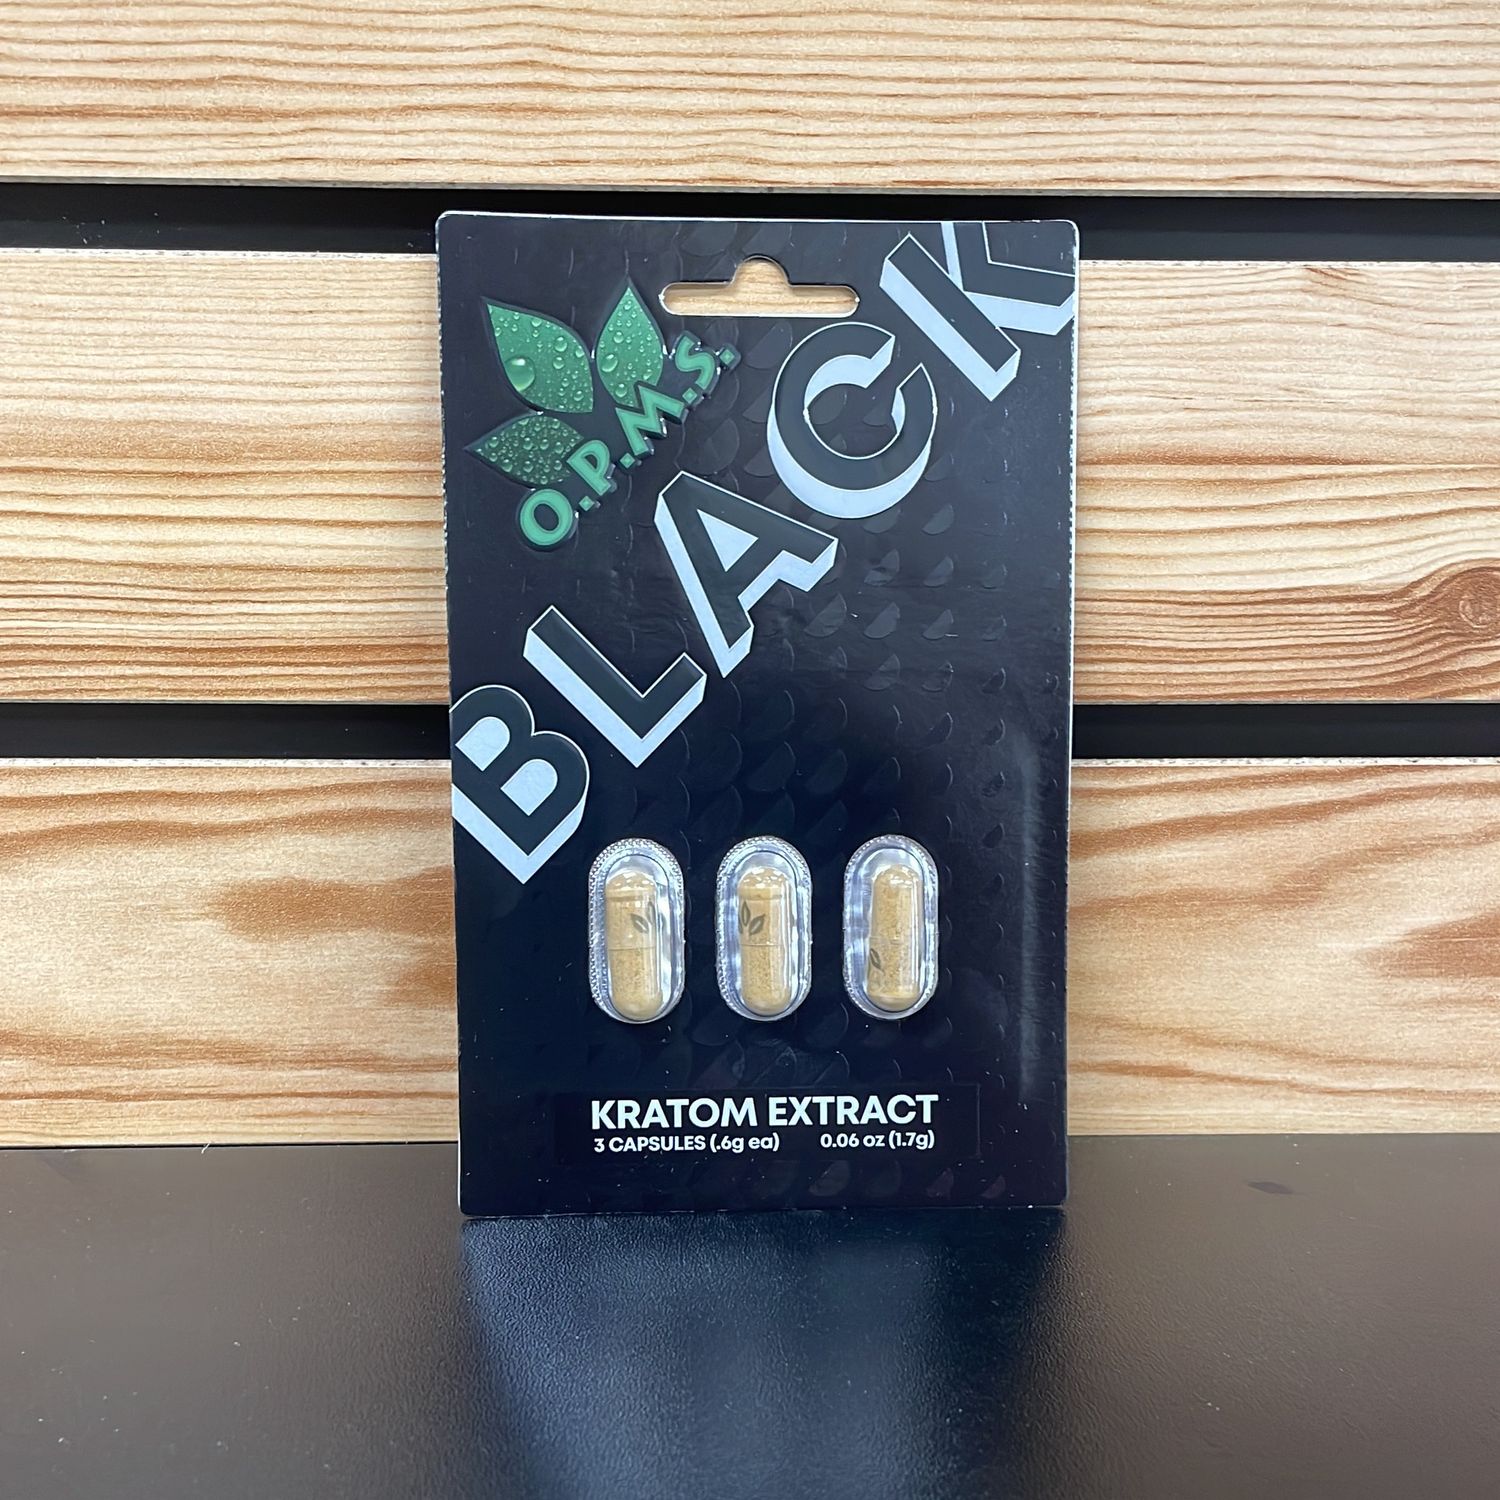 O.P.M.S.
BLACK
KRATOM EXTRACT
3 CAPSULES (.6g ea) 0.06 oz (1.7g)